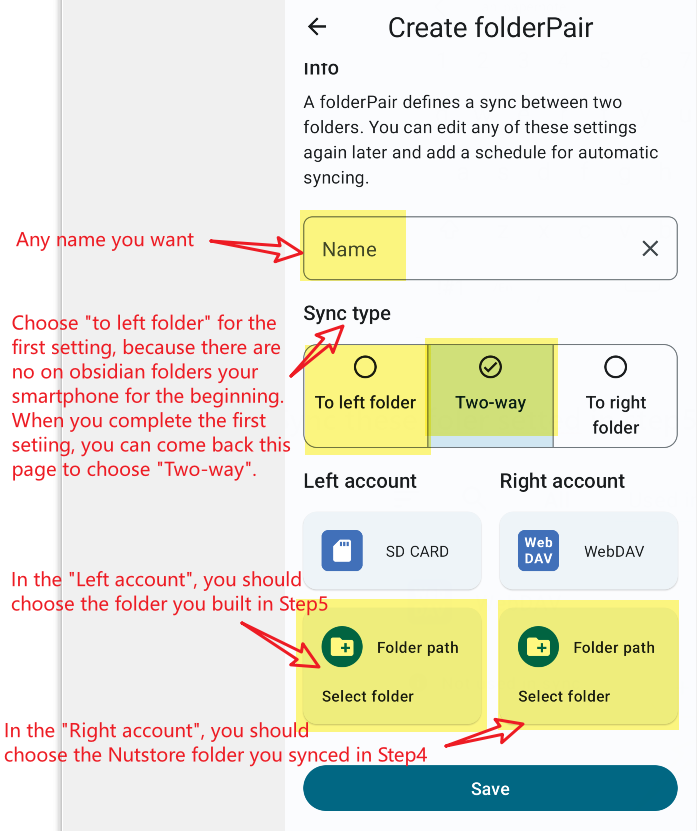 Create folderPair
Info
A folderPair defines a sync between two
folders. You can edit any of these settings
again later and add a schedule for automatic
syncing.
Any name you want
Name
Sync type
Choose "to left folder" for the
first setting, because there are
no on obsidian folders your
smartphone for the beginning.
When you complete the first
setiing, you can come back this
page to choose "Two-way".
To left folder
Two-way
To right
folder
Left account
Right account
SD CARD
Web
DAV
WebDAV
In the "Left account", you should
choose the folder you built in Step5
Folder path
Select folder
Folder path
Select folder
In the "Right account", you should
choose the Nutstore folder you synced in Step4
Save